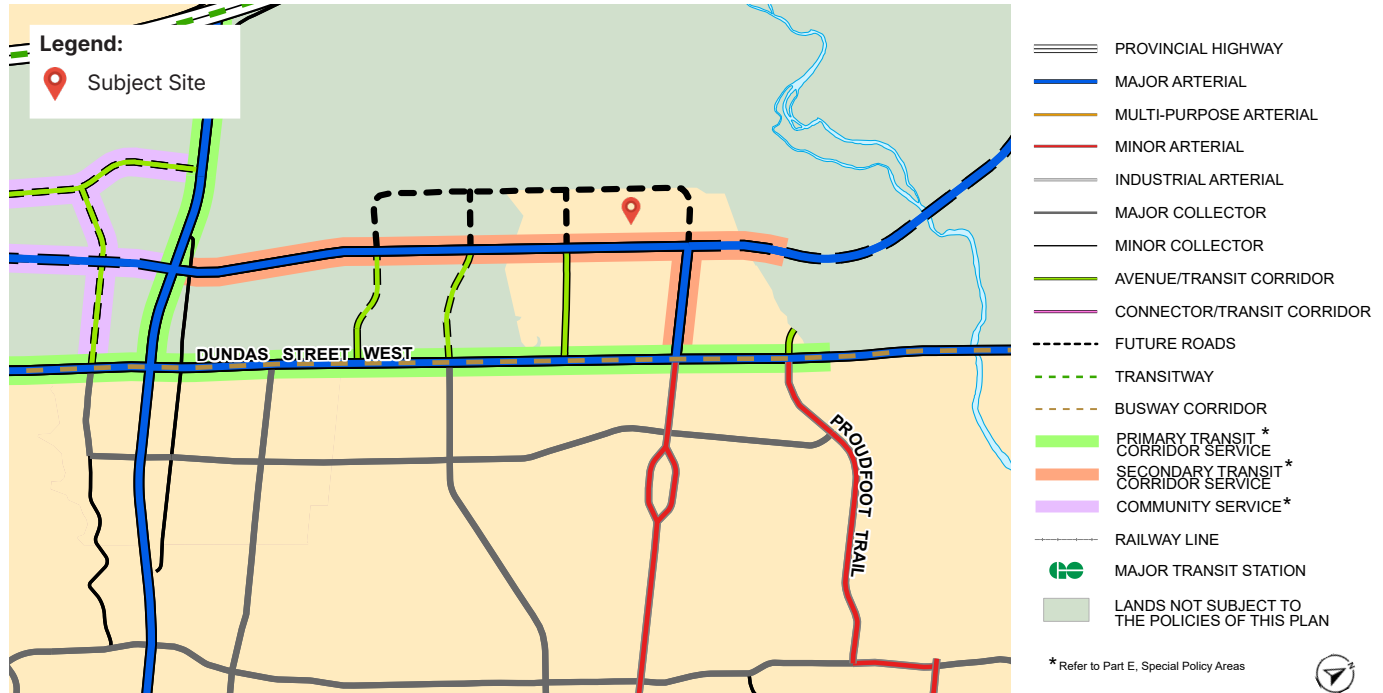 Legend:
Subject Site
DUNDAS STREET WEST
PROUDFOOT TRAIL
PROVINCIAL HIGHWAY
MAJOR ARTERIAL
MULTI-PURPOSE ARTERIAL
MINOR ARTERIAL
INDUSTRIAL ARTERIAL
MAJOR COLLECTOR
MINOR COLLECTOR
AVENUE/TRANSIT CORRIDOR
CONNECTOR/TRANSIT CORRIDOR
FUTURE ROADS
TRANSITWAY
BUSWAY CORRIDOR
PRIMARY TRANSIT *
CORRIDOR SERVICE
SECONDARY TRANSIT*
CORRIDOR SERVICE
COMMUNITY SERVICE*
RAILWAY LINE
GO MAJOR TRANSIT STATION
LANDS NOT SUBJECT TO
THE POLICIES OF THIS PLAN
* Refer to Part E, Special Policy Areas